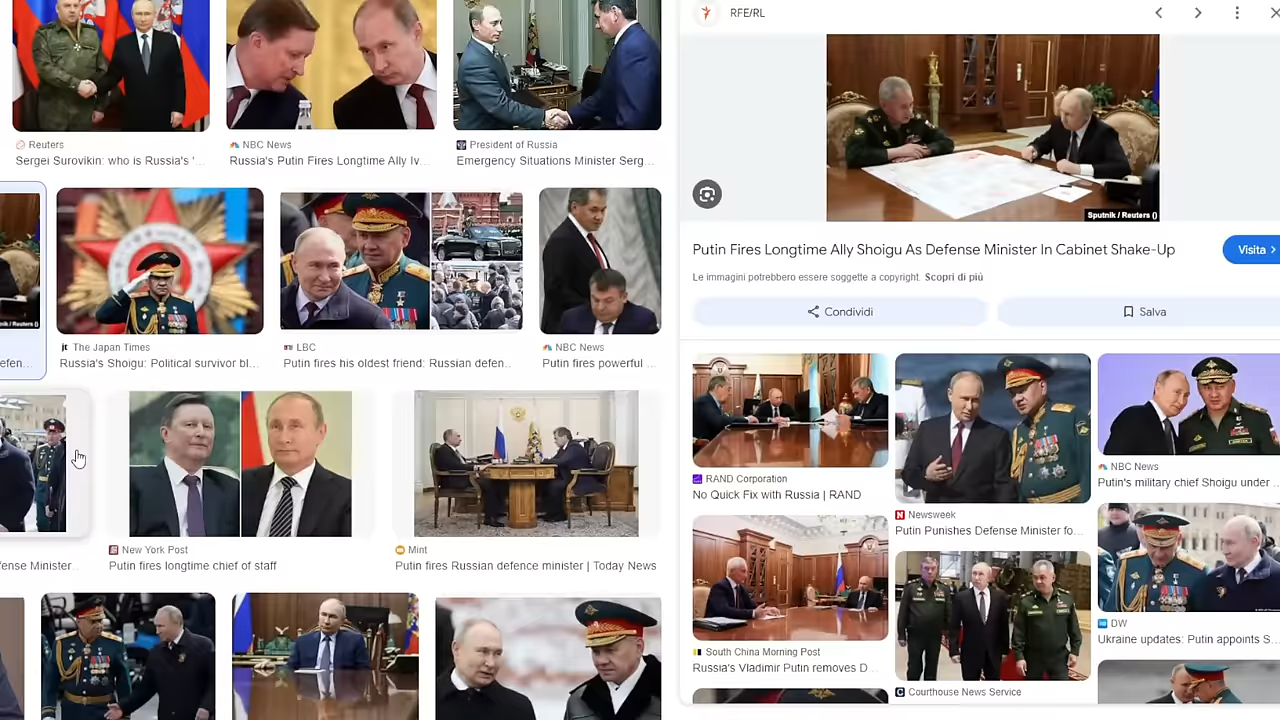 Reuters
Sergei Surovikin: who is Russia's '...
NBC News
Russia's Putin Fires Longtime Ally Iv...
President of Russia
Emergency Situations Minister Serg...
nik / Reuters ()
efen...
The Japan Times
Russia's Shoigu: Political survivor bl...
LBC
Putin fires his oldest friend: Russian defen..
NBC News
Putin fires powerful ...
fense Minister..
New York Post
Putin fires longtime chief of staff
Mint
Putin fires Russian defence minister | Today News
RFE/RL
Sputnik / Reuters ()
Putin Fires Longtime Ally Shoigu As Defense Minister In Cabinet Shake-Up
Visita
Le immagini potrebbero essere soggette a copyright. Scopri di più
Condividi
Salva
RAND Corporation
No Quick Fix with Russia | RAND
Newsweek
Putin Punishes Defense Minister fo...
NBC News
Putin's military chief Shoigu under ...
South China Morning Post
Russia's Vladimir Putin removes D...
DW
Ukraine updates: Putin appoints S...
Courthouse News Service